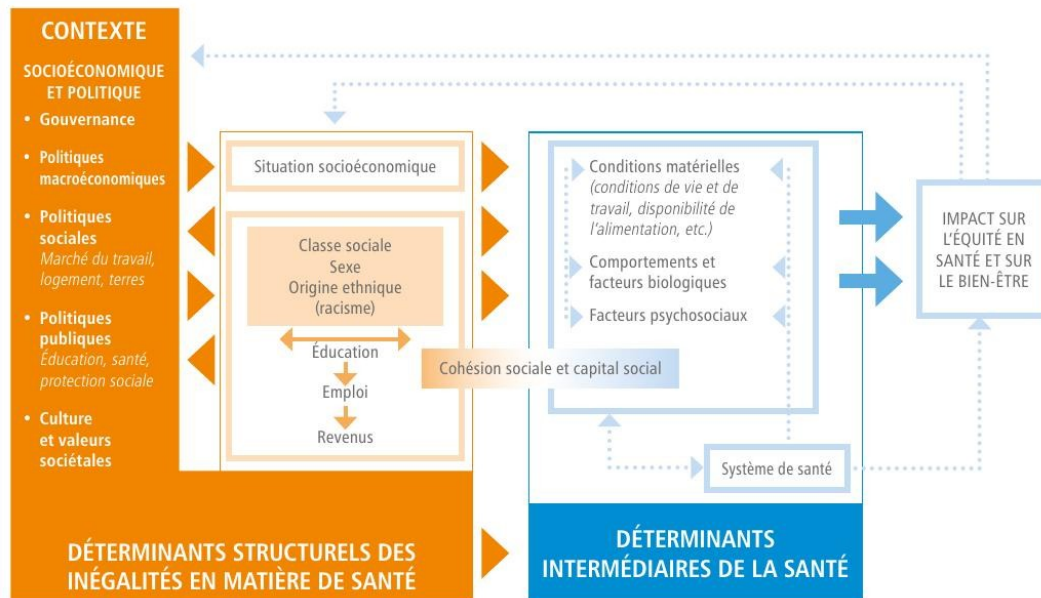 CONTEXTE
SOCIOÉCONOMIQUE
ET POLITIQUE
• Gouvernance
• Politiques
macroéconomiques
• Politiques
sociales
Marché du travail,
logement, terres
• Politiques
publiques
Éducation, santé,
protection sociale
• Culture
et valeurs
sociétales
Situation socioéconomique
Classe sociale
Sexe
Origine ethnique
(racisme)
Éducation
Emploi
Revenus
Cohésion sociale et capital social
Conditions matérielles
(conditions de vie et de
travail, disponibilité de
l'alimentation, etc.)
Comportements et
facteurs biologiques
Facteurs psychosociaux
Système de santé
IMPACT SUR
L'ÉQUITÉ EN
SANTÉ ET SUR
LE BIEN-ÊTRE
DÉTERMINANTS STRUCTURELS DES
INÉGALITÉS EN MATIÈRE DE SANTÉ
DÉTERMINANTS
INTERMÉDIAIRES DE LA SANTÉ